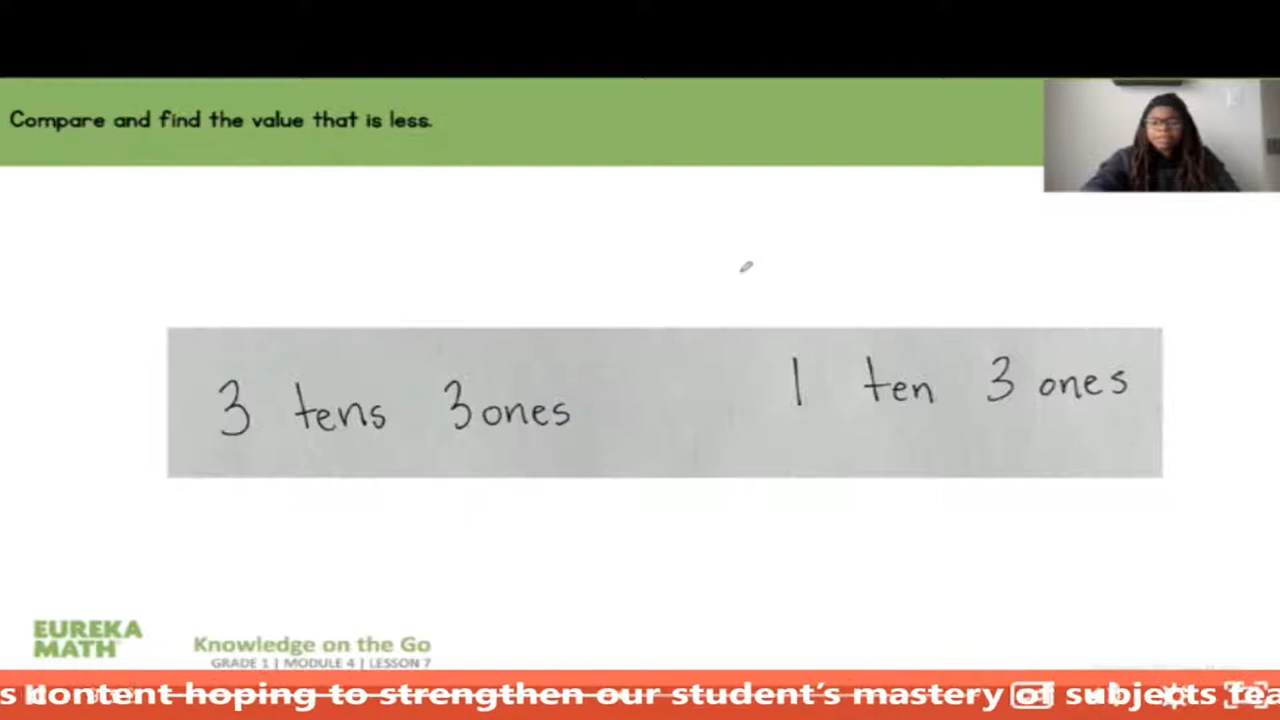 Compare and find the value that is less.
3 tens 3 ones
1 ten 3 ones
EUREKA
MATH
Knowledge on the Go
GRADE 1 | MODULE 4 | LESSON 7
content hoping to strengthen our student's mastery of subjects